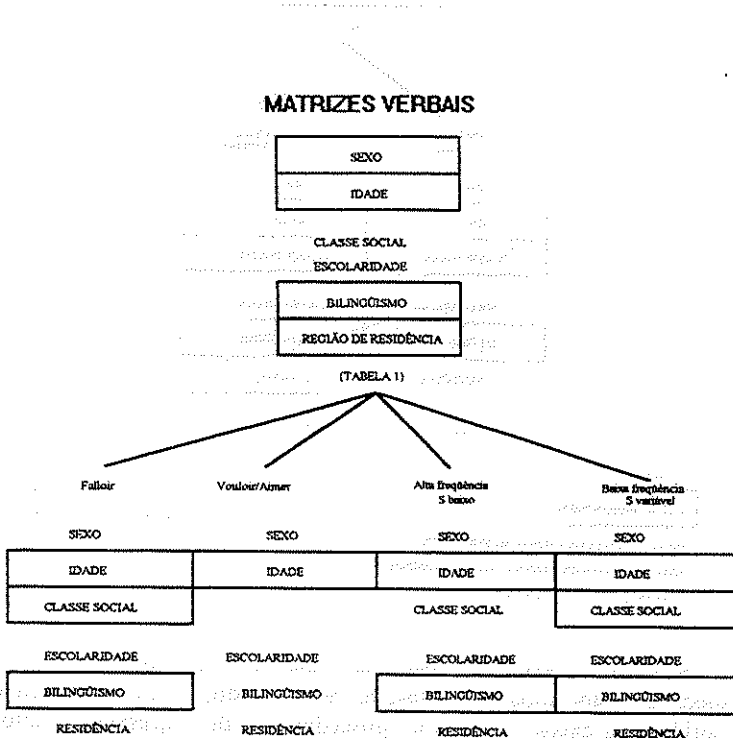 MATRIZES VERBAIS
SEXO
IDADE
CLASSE SOCIAL
ESCOLARIDADE
BILINGÜISMO
REGIÃO DE RESIDÊNCIA
(TABELA 1)
Falloir Vouloir/Aimer Alta freqüência Baixa freqüência
S baixo S variável
SEXO SEXO SEXO SEXO
IDADE IDADE IDADE IDADE
CLASSE SOCIAL CLASSE SOCIAL CLASSE SOCIAL
ESCOLARIDADE ESCOLARIDADE ESCOLARIDADE ESCOLARIDADE
BILINGÜISMO BILINGÜISMO BILINGÜISMO BILINGÜISMO
RESIDÊNCIA RESIDÊNCIA RESIDÊNCIA RESIDÊNCIA